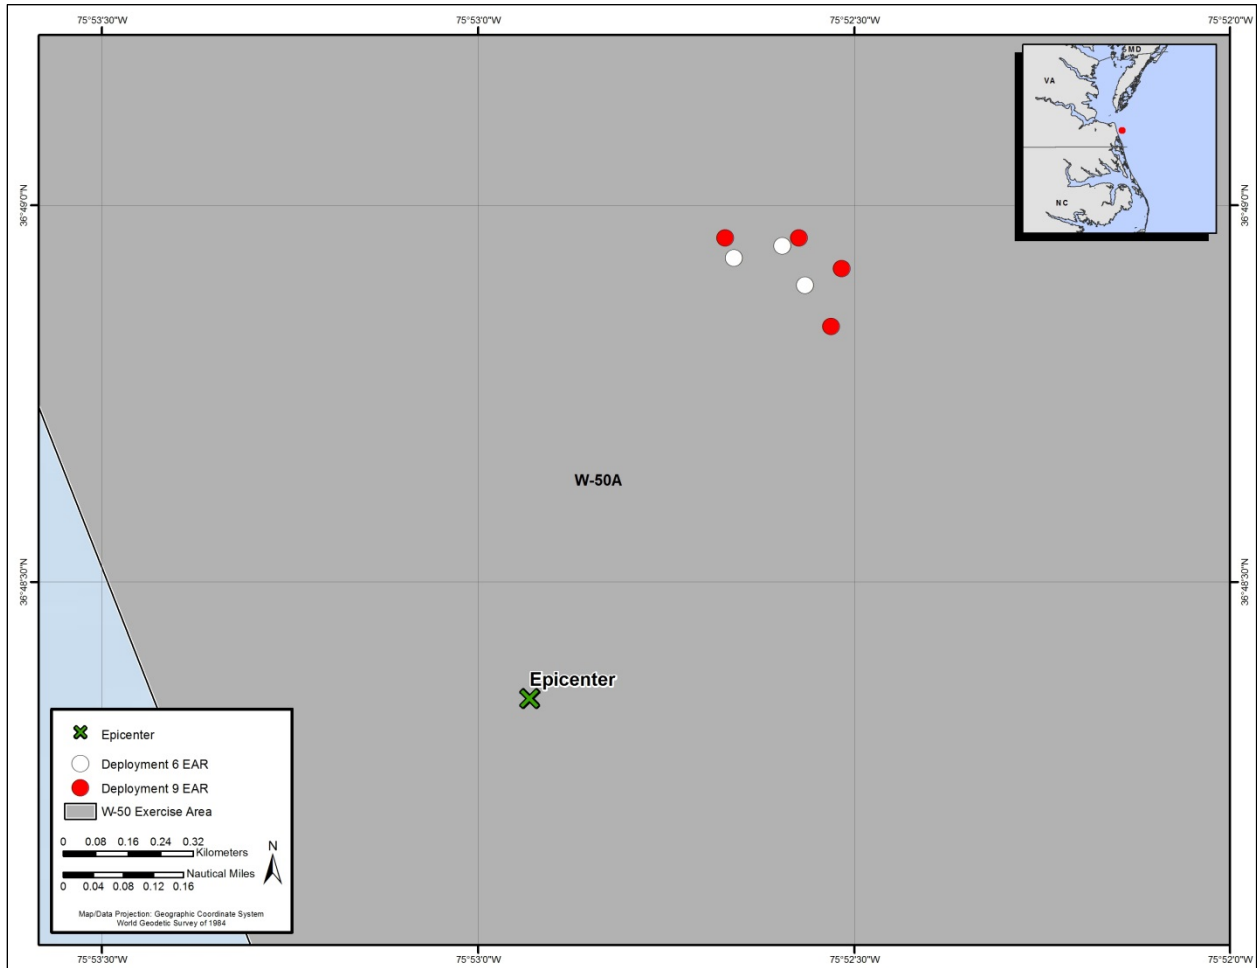 75°53'30"W 75°53'0"W 75°52'30"W 75°52'0"W
MD
VA
NC
36°49'0"N 36°49'0"N
W-50A
36°48'30"N 36°48'30"N
Epicenter
Epicenter
Deployment 6 EAR
Deployment 9 EAR
W-50 Exercise Area
0 0.08 0.16 0.24 0.32
Kilometers
N
Nautical Miles
0 0.04 0.08 0.12 0.16
Map/Data Projection: Geographic Coordinate System
World Geodetic Survey of 1984
75°53'30"W 75°53'0"W 75°52'30"W 75°52'0"W